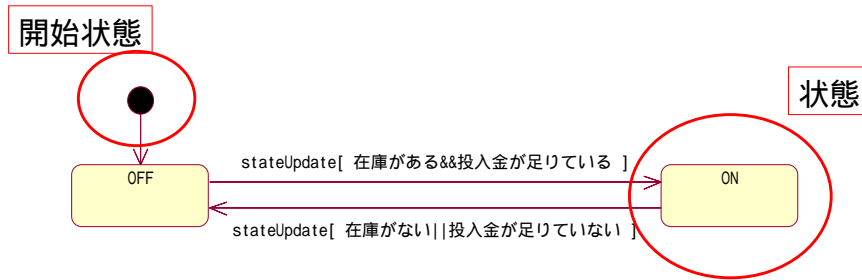 開始状態
状態
stateUpdate[ 在庫がある&&投入金が足りている ]
OFF
ON
stateUpdate[ 在庫がない||投入金が足りていない ]